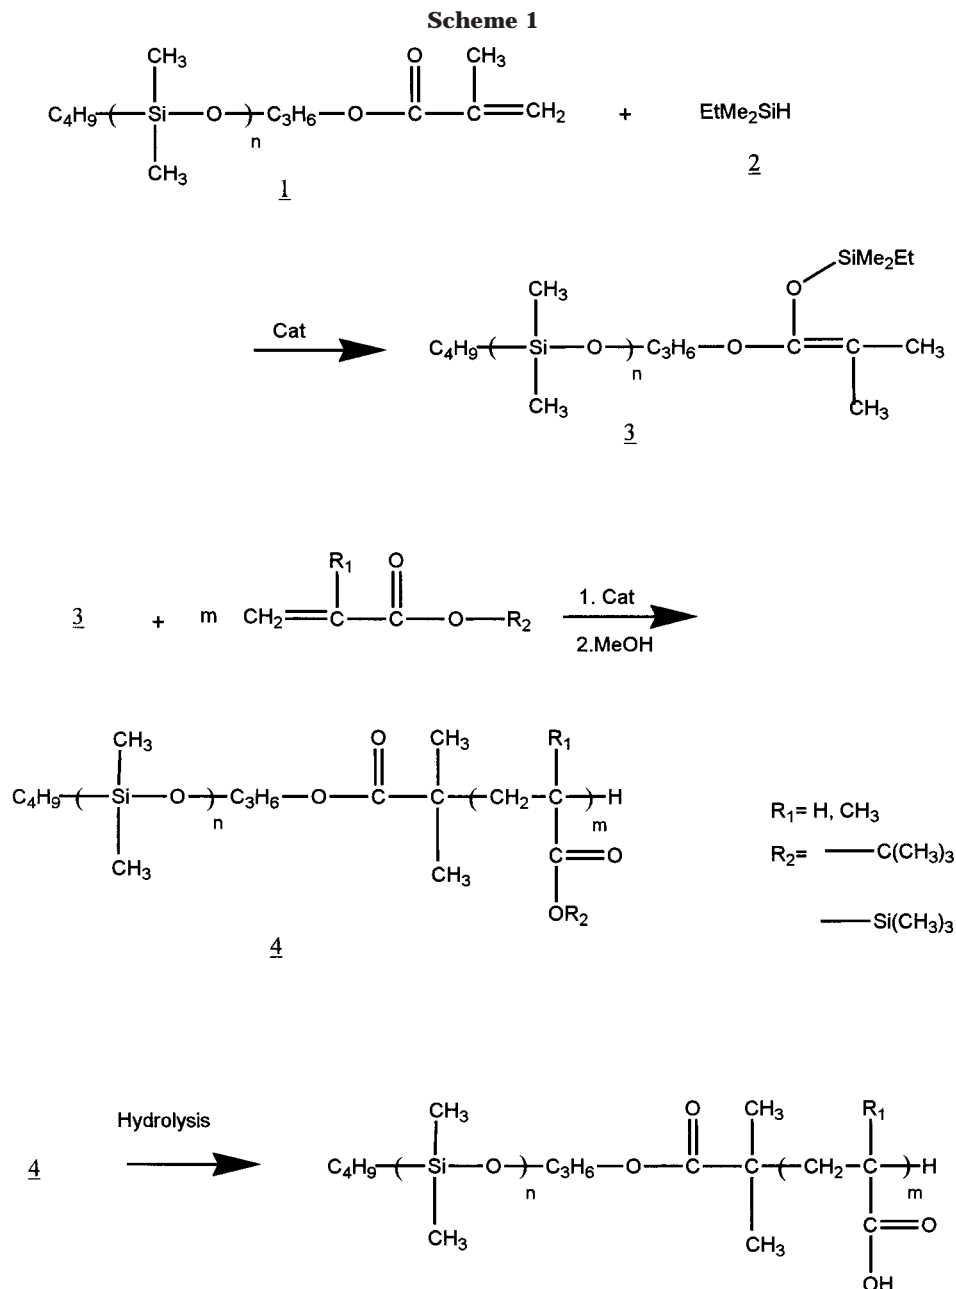 Scheme 1
O CH₃
CH₃
C₄H₉ ( Si O )n C₃H₆ O C C CH₂ + EtMe₂SiH
CH₃
1 2
SiMe₂Et
O
CH₃
Cat
C₄H₉ ( Si O )n C₃H₆ O C C CH₃
CH₃ CH₃
3
R₁ O
3 + m CH₂ C C O R₂ 1. Cat
2.MeOH
CH₃ O CH₃ R₁
C₄H₉ ( Si O )n C₃H₆ O C C ( CH₂ C )m H
CH₃ CH₃ C O
OR₂
R₁= H, CH₃
R₂= C(CH₃)₃
Si(CH₃)₃
4
Hydrolysis
4
CH₃ O CH₃ R₁
C₄H₉ ( Si O )n C₃H₆ O C C ( CH₂ C )m H
CH₃ CH₃ C O
OH